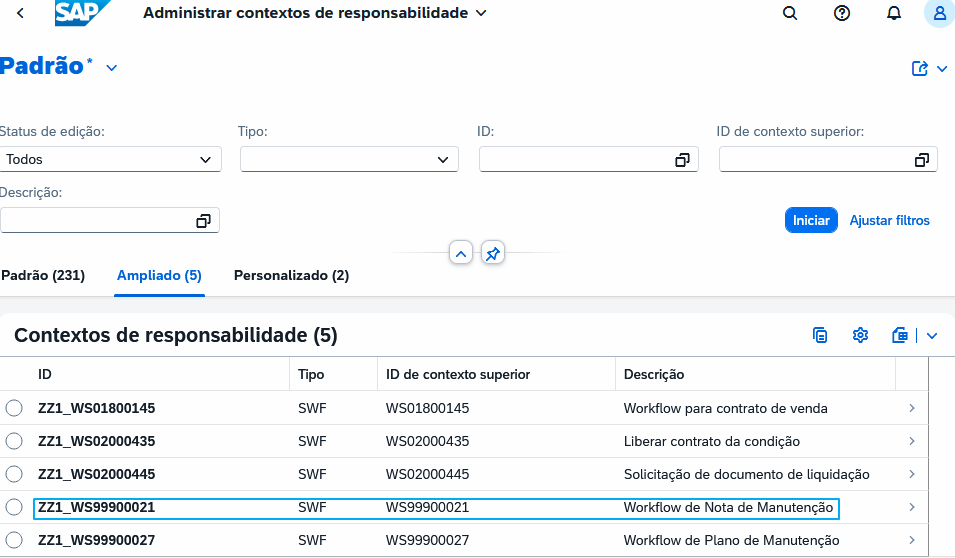 SAP Administrar contextos de responsabilidade
Padrão *
Status de edição: Tipo: ID: ID de contexto superior:
Todos
Descrição:
Iniciar Ajustar filtros
Padrão (231) Ampliado (5) Personalizado (2)
Contextos de responsabilidade (5)
ID Tipo ID de contexto superior Descrição
ZZ1_WS01800145 SWF WS01800145 Workflow para contrato de venda
ZZ1_WS02000435 SWF WS02000435 Liberar contrato da condição
ZZ1_WS02000445 SWF WS02000445 Solicitação de documento de liquidação
ZZ1_WS99900021 SWF WS99900021 Workflow de Nota de Manutenção
ZZ1_WS99900027 SWF WS99900027 Workflow de Plano de Manutenção